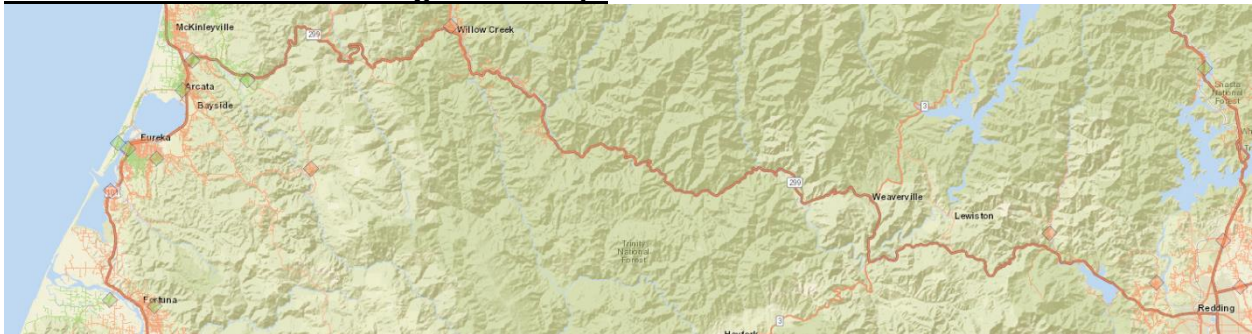 McKinleyville
299
Willow Creek
Arcata
Bayside
Eureka
101
3
299
Weaverville
Lewiston
Shasta
National
Forest
Trinity
National
Forest
Fortuna
3
Redding